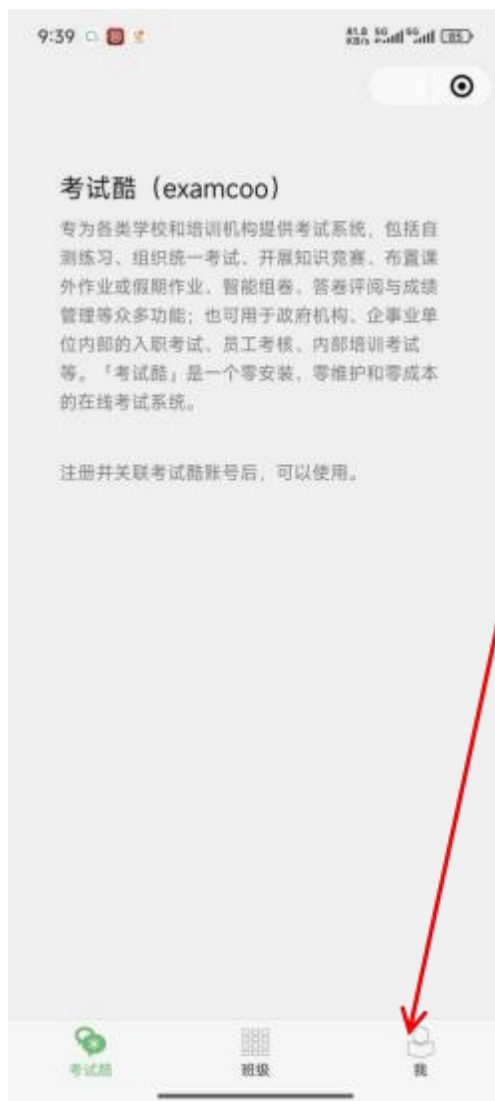 9:39
41.0 KB/s 5G 5G 85
考试酷（examcoo）
专为各类学校和培训机构提供考试系统，包括自
测练习、组织统一考试、开展知识竞赛、布置课
外作业或假期作业、智能组卷、答卷评阅与成绩
管理等众多功能；也可用于政府机构、企事业单
位内部的入职考试、员工考核、内部培训考试
等。「考试酷」是一个零安装、零维护和零成本
的在线考试系统。
注册并关联考试酷账号后，可以使用。
考试酷
班级
我